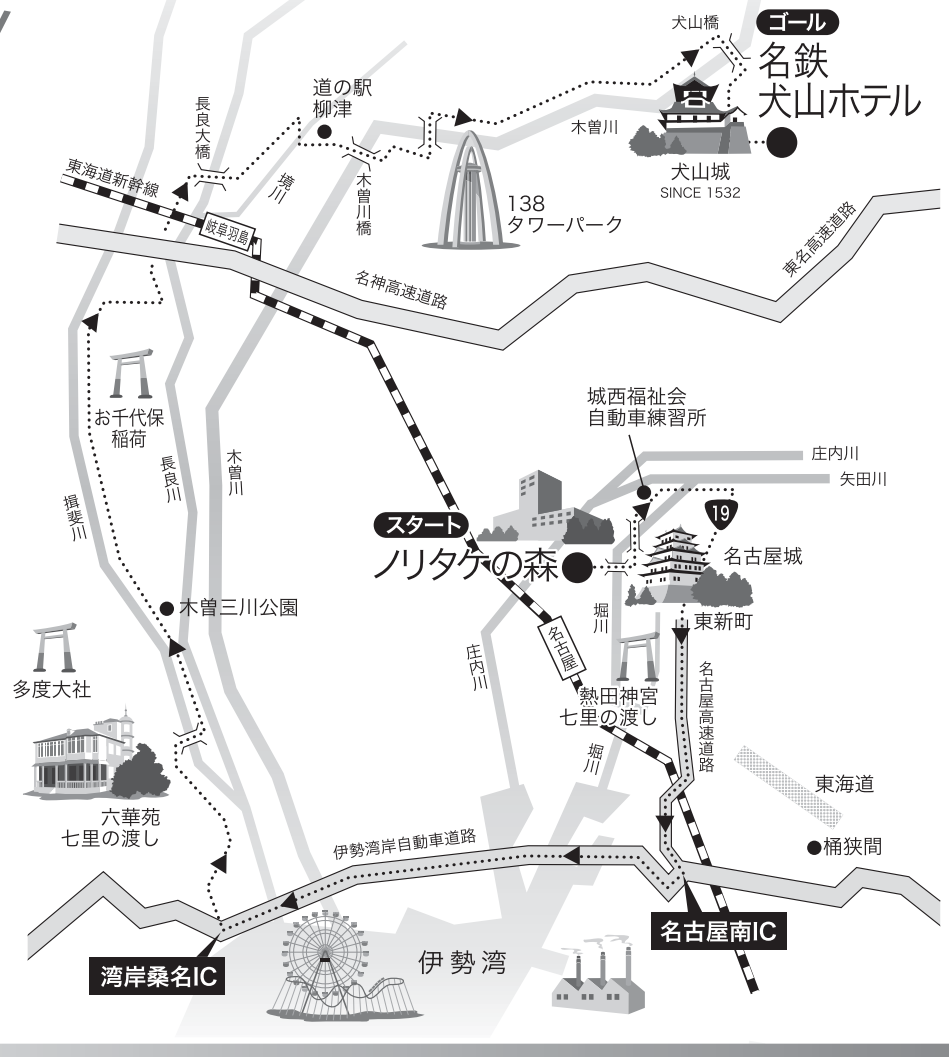 犬山橋
ゴール
名鉄
犬山ホテル
道の駅
柳津
長良大橋
木曽川
犬山城
SINCE 1532
東海道新幹線
境川
木曽川橋
138
タワーパーク
岐阜羽島
名神高速道路
東名高速道路
お千代保
稲荷
長良川
木曽川
揖斐川
城西福祉会
自動車練習所
庄内川
矢田川
19
スタート
ノリタケの森
名古屋城
東新町
木曽三川公園
堀川
名古屋
庄内川
多度大社
熱田神宮
七里の渡し
名古屋高速道路
堀川
東海道
桶狭間
六華苑
七里の渡し
伊勢湾岸自動車道路
名古屋南IC
湾岸桑名IC
伊勢湾